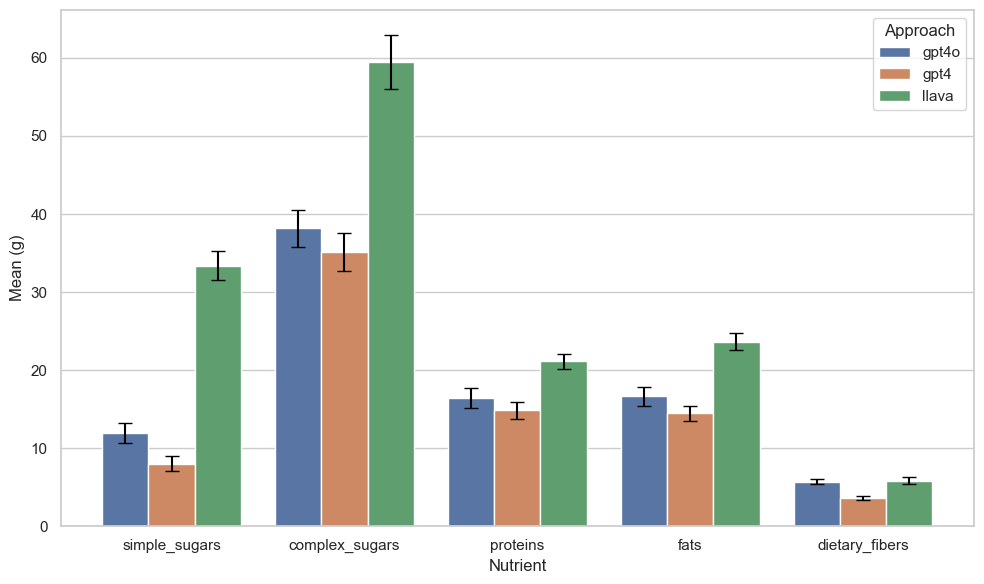 Approach
gpt4o
gpt4
llava
60
50
40
30
20
10
0
Mean (g)
simple_sugars complex_sugars proteins fats dietary_fibers
Nutrient